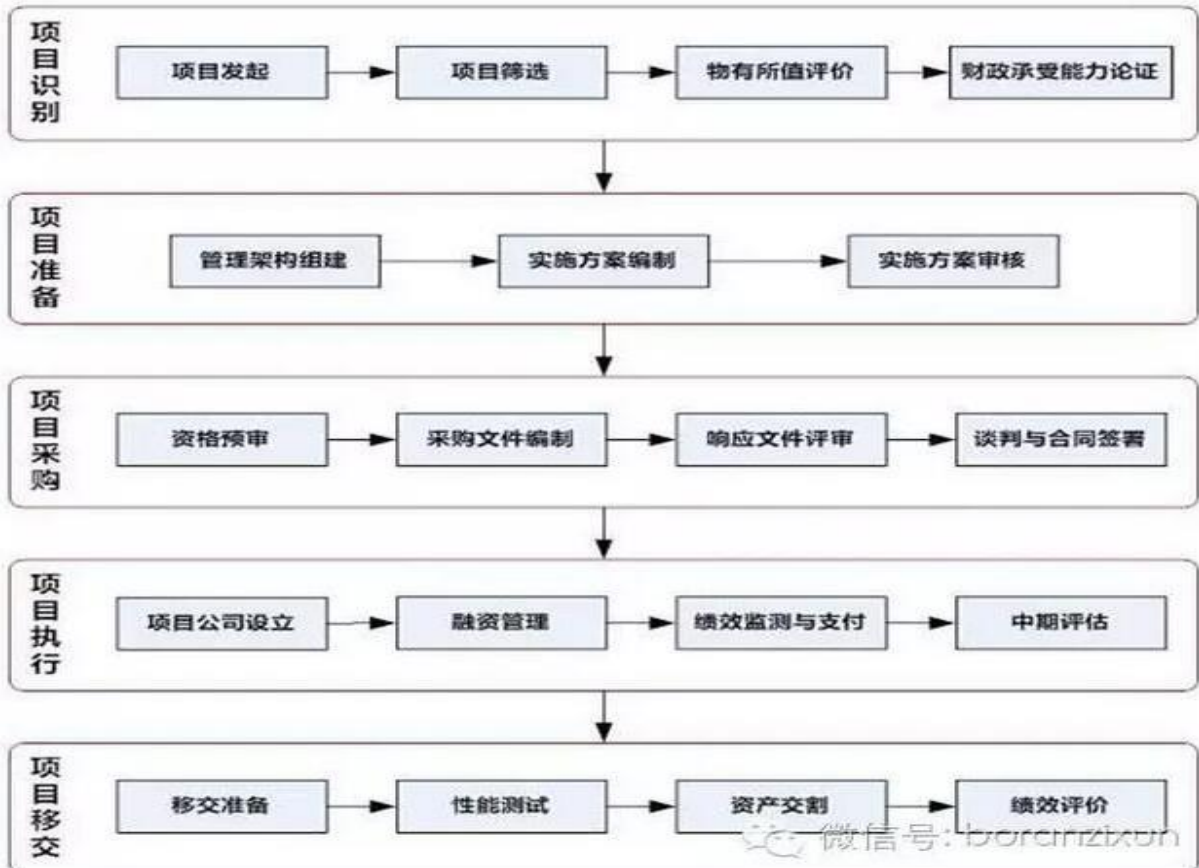 项目识别
项目发起
项目筛选
物有所值评价
财政承受能力论证
项目准备
管理架构组建
实施方案编制
实施方案审核
项目采购
资格预审
采购文件编制
响应文件评审
谈判与合同签署
项目执行
项目公司设立
融资管理
绩效监测与支付
中期评估
项目移交
移交准备
性能测试
资产交割
绩效评价
微信号: boranzixun